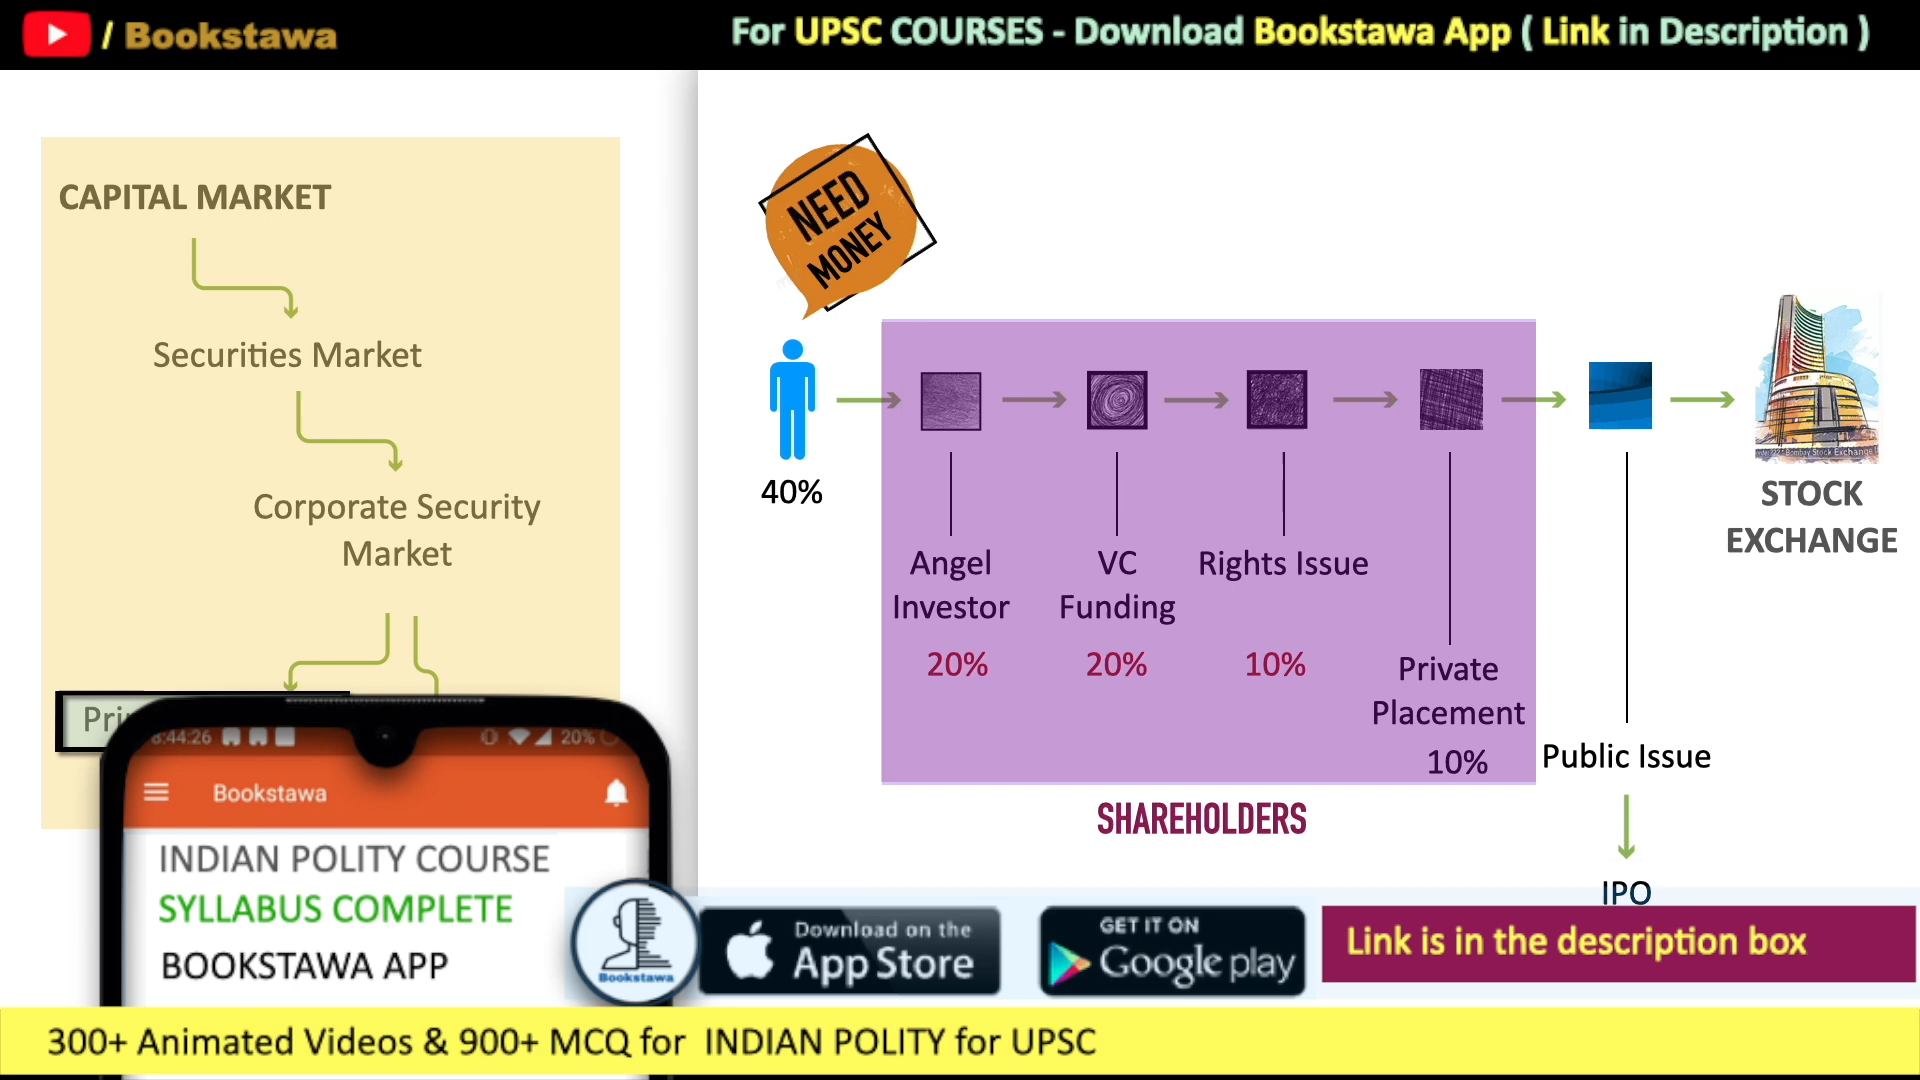 / Bookstawa
For UPSC COURSES - Download Bookstawa App ( Link in Description )
CAPITAL MARKET
Securities Market
Corporate Security
Market
NEED
MONEY
40%
Angel
Investor
20%
VC
Funding
20%
Rights Issue
10%
Private
Placement
10%
SHAREHOLDERS
Public Issue
IPO
Bombay Stock Exchange
STOCK
EXCHANGE
8:44:26
20%
Bookstawa
INDIAN POLITY COURSE
SYLLABUS COMPLETE
BOOKSTAWA APP
Bookstawa
Download on the
App Store
GET IT ON
Google play
Link is in the description box
300+ Animated Videos & 900+ MCQ for INDIAN POLITY for UPSC